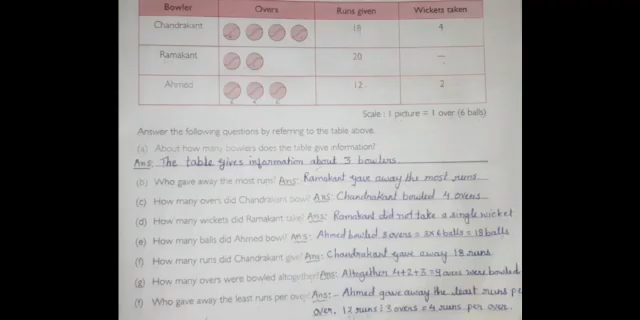 Bowler Overs Runs given Wickets taken
Chandrakant 18 4
Ramakant 20 —
Ahmed 12 2
Scale : 1 picture = 1 over (6 balls)
Answer the following questions by referring to the table above.
(a) About how many bowlers does the table give information?
Ans: The table gives information about 3 bowlers
(b) Who gave away the most runs? Ans: Ramakant gave away the most runs.
(c) How many overs did Chandrakant bowl? Ans: Chandrakant bowled 4 overs
(d) How many wickets did Ramakant take? Ans: Ramakant did not take a single wicket
(e) How many balls did Ahmed bowl? Ans: Ahmed bowled 3 overs = 3x6 balls = 18 balls
(f) How many runs did Chandrakant give? Ans: Chandrakant gave away 18 runs
(g) How many overs were bowled altogether? Ans: Altogether 4+2+3=9 overs were bowled
(f) Who gave away the least runs per over? Ans:- Ahmed gave away the least runs pe
over. 12 runs ÷ 3 overs = 4 runs per over.